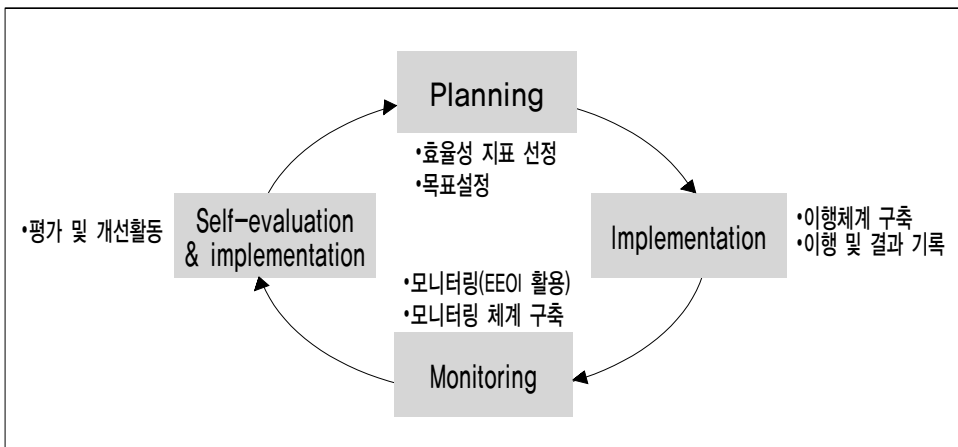 Planning
•효율성 지표 선정
•목표설정
Implementation
•이행체계 구축
•이행 및 결과 기록
Monitoring
•모니터링(EEOI 활용)
•모니터링 체계 구축
Self-evaluation
& implementation
•평가 및 개선활동